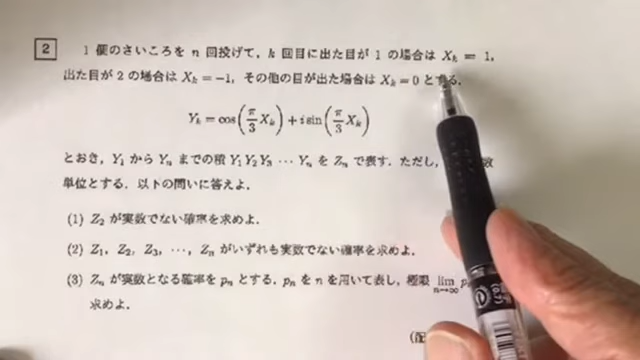 2 1個のさいころを n 回投げて, k 回目に出た目が 1 の場合は X_k = 1,
出た目が 2 の場合は X_k = −1, その他の目が出た場合は X_k = 0 とする.
Y_k = cos(π/3 X_k) + i sin(π/3 X_k)
とおき, Y_1 から Y_n までの積 Y_1 Y_2 Y_3 ⋯ Y_n を Z_n で表す. ただし, 数
単位とする. 以下の問いに答えよ.
(1) Z_2 が実数でない確率を求めよ.
(2) Z_1, Z_2, Z_3, ⋯, Z_n がいずれも実数でない確率を求めよ.
(3) Z_n が実数となる確率を p_n とする. p_n を n を用いて表し, 極限 lim n→∞ p
求めよ.
(配